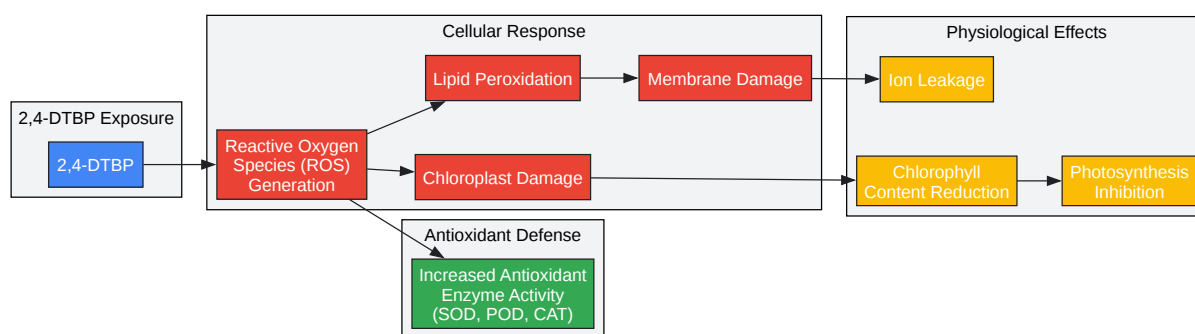 2,4-DTBP Exposure
2,4-DTBP
Cellular Response
Reactive Oxygen
Species (ROS)
Generation
Lipid Peroxidation
Membrane Damage
Chloroplast Damage
Antioxidant Defense
Increased Antioxidant
Enzyme Activity
(SOD, POD, CAT)
Physiological Effects
Ion Leakage
Chlorophyll
Content Reduction
Photosynthesis
Inhibition